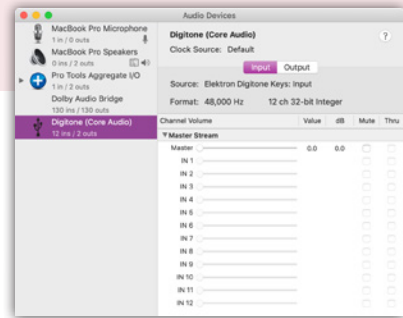 Audio Devices
MacBook Pro Microphone
1 in / 0 outs
MacBook Pro Speakers
0 ins / 2 outs
Pro Tools Aggregate I/O
1 in / 2 outs
Dolby Audio Bridge
130 ins / 130 outs
Digitone (Core Audio)
12 ins / 2 outs
Digitone (Core Audio)
?
Clock Source: Default
Input Output
Source: Elektron Digitone Keys: Input
Format: 48,000 Hz 12 ch 32-bit Integer
Channel Volume Value dB Mute Thru
▼Master Stream
Master 0.0 0.0
IN 1
IN 2
IN 3
IN 4
IN 5
IN 6
IN 7
IN 8
IN 9
IN 10
IN 11
IN 12